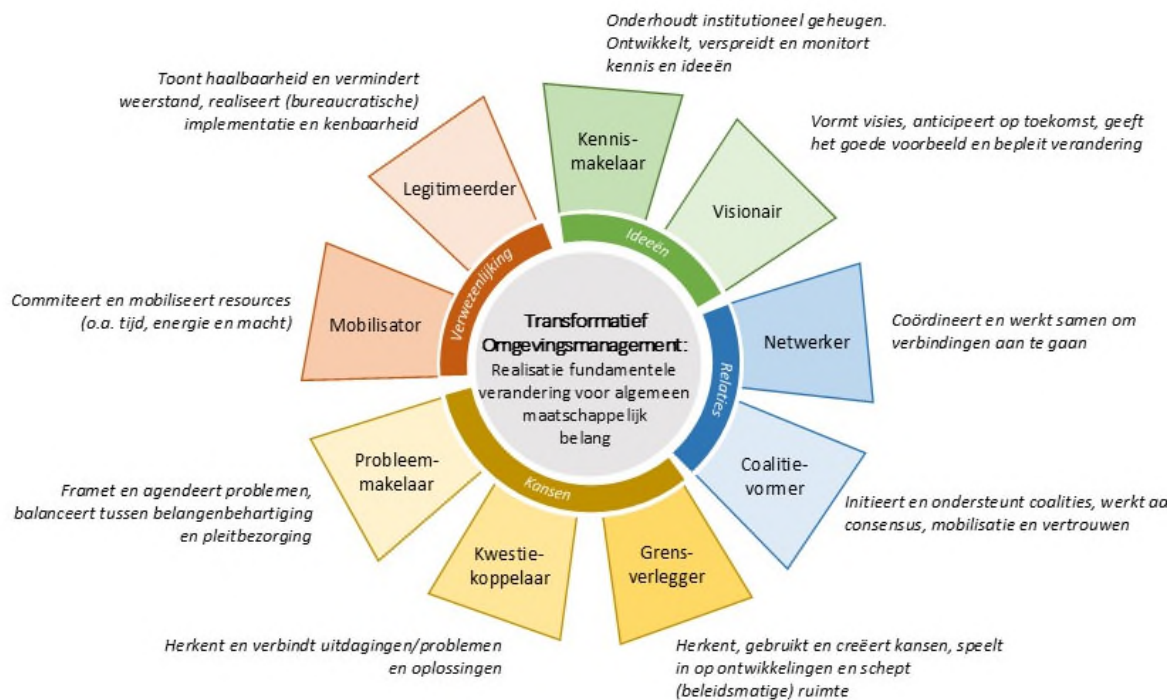 Onderhoudt institutioneel geheugen.
Ontwikkelt, verspreidt en monitort
kennis en ideeën
Toont haalbaarheid en vermindert
weerstand, realiseert (bureaucratische)
implementatie en kenbaarheid
Vormt visies, anticipeert op toekomst, geeft
het goede voorbeeld en bepleit verandering
Kennis-
makelaar
Legitimeerder
Visionair
Ideeën
Verwezenlijking
Commiteert en mobiliseert resources
(o.a. tijd, energie en macht)
Mobilisator
Transformatief
Omgevingsmanagement:
Realisatie fundamentele
verandering voor algemeen
maatschappelijk
belang
Netwerker
Coördineert en werkt samen om
verbindingen aan te gaan
Relaties
Probleem-
makelaar
Framet en agendeert problemen,
balanceert tussen belangenbehartiging
en pleitbezorging
Kansen
Coalitie-
vormer
Initieert en ondersteunt coalities, werkt aa
consensus, mobilisatie en vertrouwen
Kwestie-
koppelaar
Grens-
verlegger
Herkent en verbindt uitdagingen/problemen
en oplossingen
Herkent, gebruikt en creëert kansen, speelt
in op ontwikkelingen en schept
(beleidsmatige) ruimte